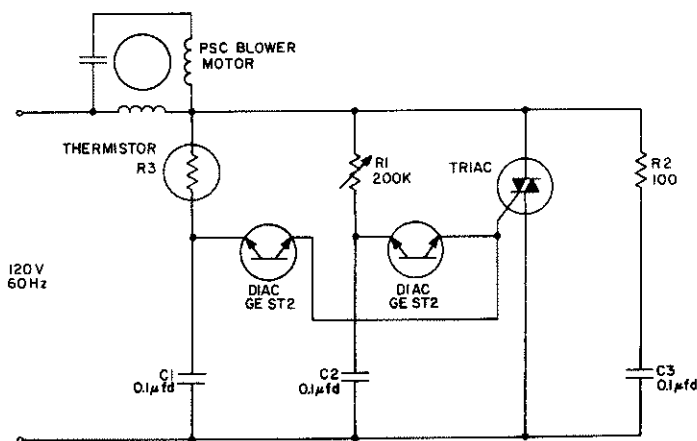 PSC BLOWER
MOTOR
THERMISTOR
R3
R1
200K
TRIAC
R2
100
120V
60Hz
DIAC
GE ST2
DIAC
GE ST2
C1
0.1μfd
C2
0.1μfd
C3
0.1μfd